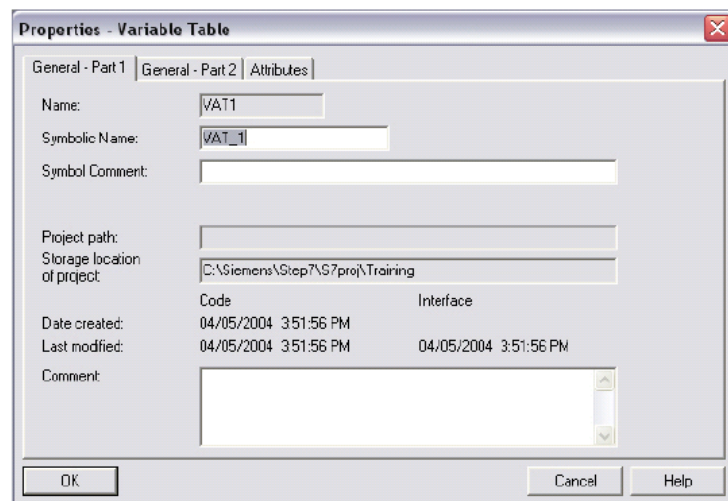 Properties - Variable Table
General - Part 1 General - Part 2 Attributes
Name: VAT1
Symbolic Name: VAT_1
Symbol Comment:
Project path:
Storage location
of project: C:\Siemens\Step7\S7proj\Training
Code Interface
Date created: 04/05/2004 3:51:56 PM
Last modified: 04/05/2004 3:51:56 PM 04/05/2004 3:51:56 PM
Comment:
OK Cancel Help